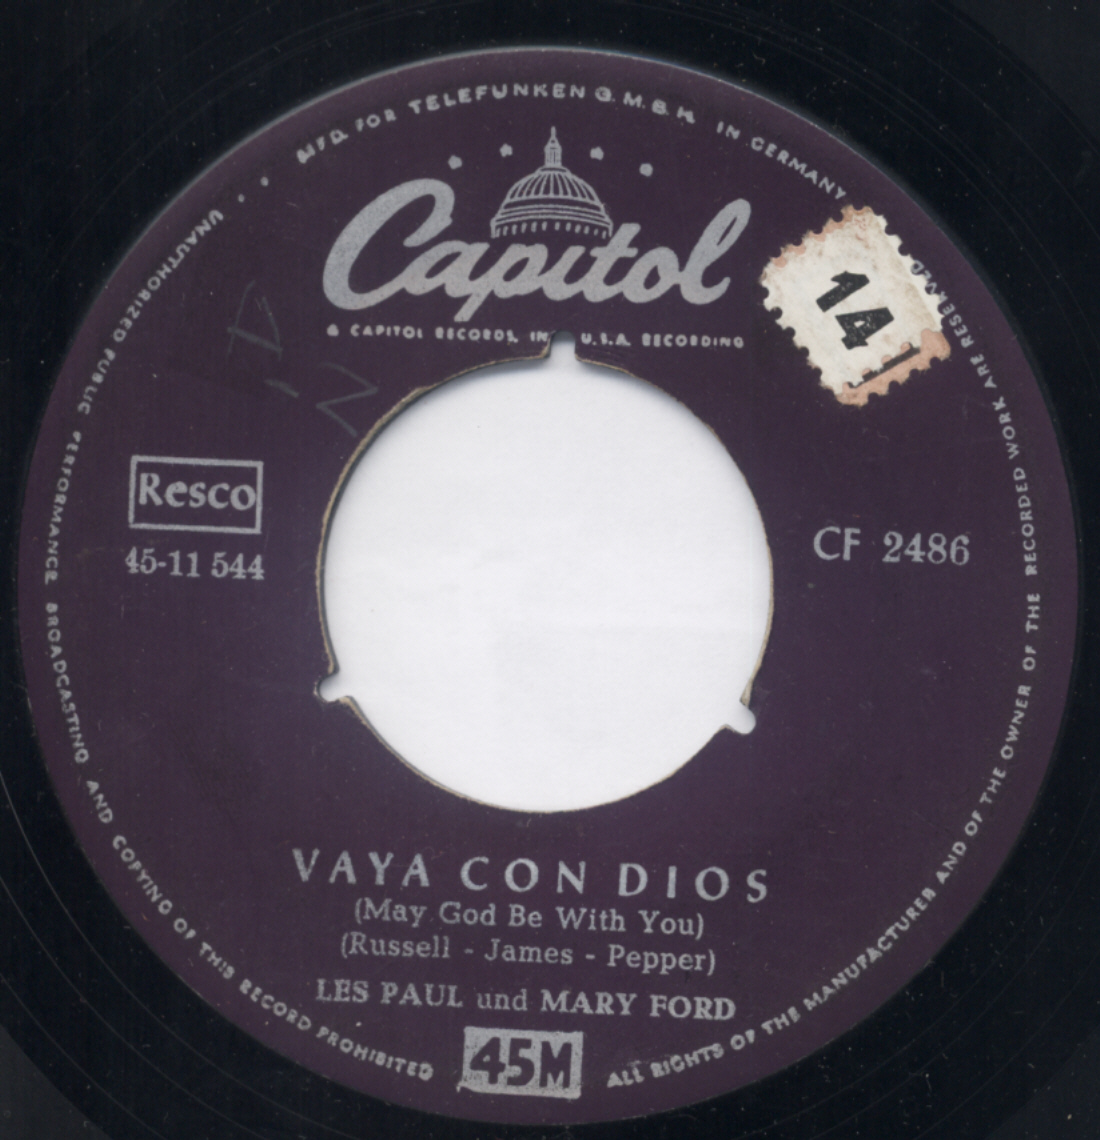 MFD. FOR TELEFUNKEN G.M.B.H. IN GERMANY
Capitol
CAPITOL RECORDS, IN U.S.A. RECORDING
14
Resco
45-11 544
CF 2486
VAYA CON DIOS
(May God Be With You)
(Russell - James - Pepper)
LES PAUL und MARY FORD
45M
UNAUTHORIZED PUBLIC PERFORMANCE BROADCASTING AND COPYING OF THIS RECORD PROHIBITED
ALL RIGHTS OF THE MANUFACTURER AND OF THE OWNER OF THE RECORDED WORK ARE RESERVED